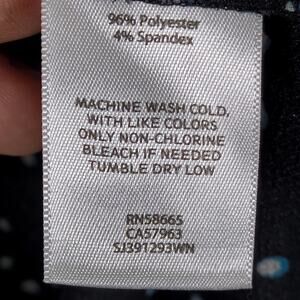 96% Polyester
4% Spandex
MACHINE WASH COLD,
WITH LIKE COLORS
ONLY NON-CHLORINE
BLEACH IF NEEDED
TUMBLE DRY LOW
RN58665
CA57963
SJ391293WN